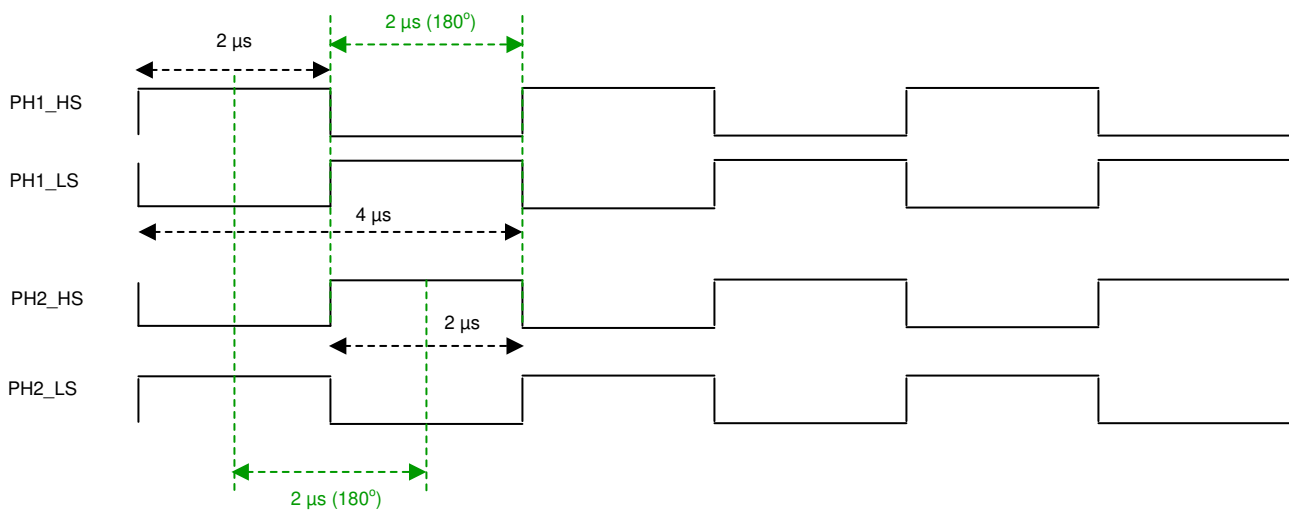 2 µs (180°)
2 µs
PH1_HS
PH1_LS
4 µs
PH2_HS
2 µs
PH2_LS
2 µs (180°)